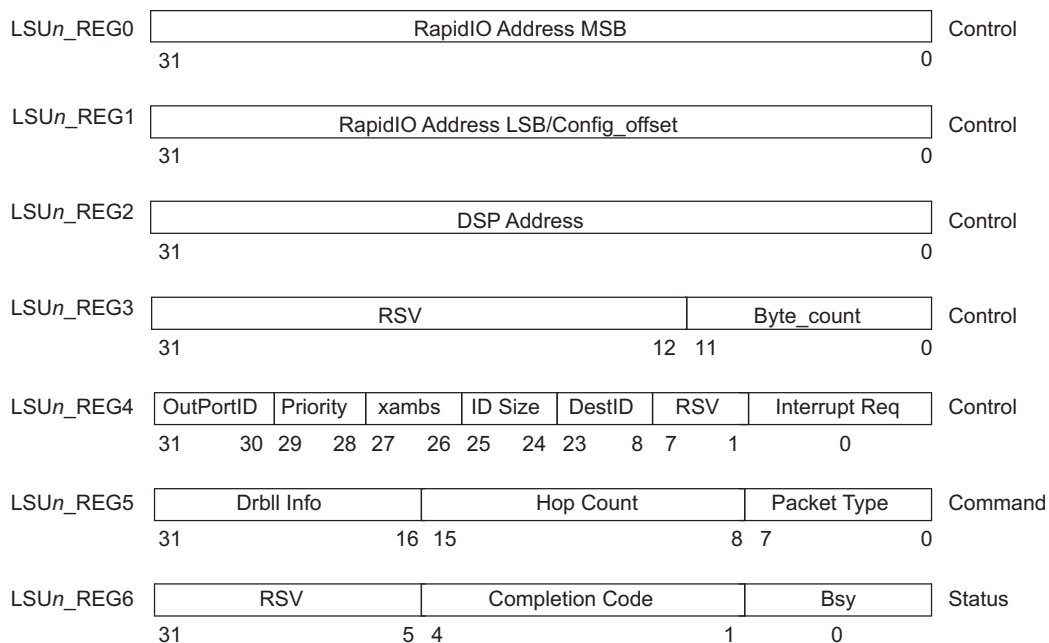 LSUn_REG0 RapidIO Address MSB Control
31 0
LSUn_REG1 RapidIO Address LSB/Config_offset Control
31 0
LSUn_REG2 DSP Address Control
31 0
LSUn_REG3 RSV Byte_count Control
31 12 11 0
LSUn_REG4 OutPortID Priority xambs ID Size DestID RSV Interrupt Req Control
31 30 29 28 27 26 25 24 23 8 7 1 0
LSUn_REG5 Drbll Info Hop Count Packet Type Command
31 16 15 8 7 0
LSUn_REG6 RSV Completion Code Bsy Status
31 5 4 1 0